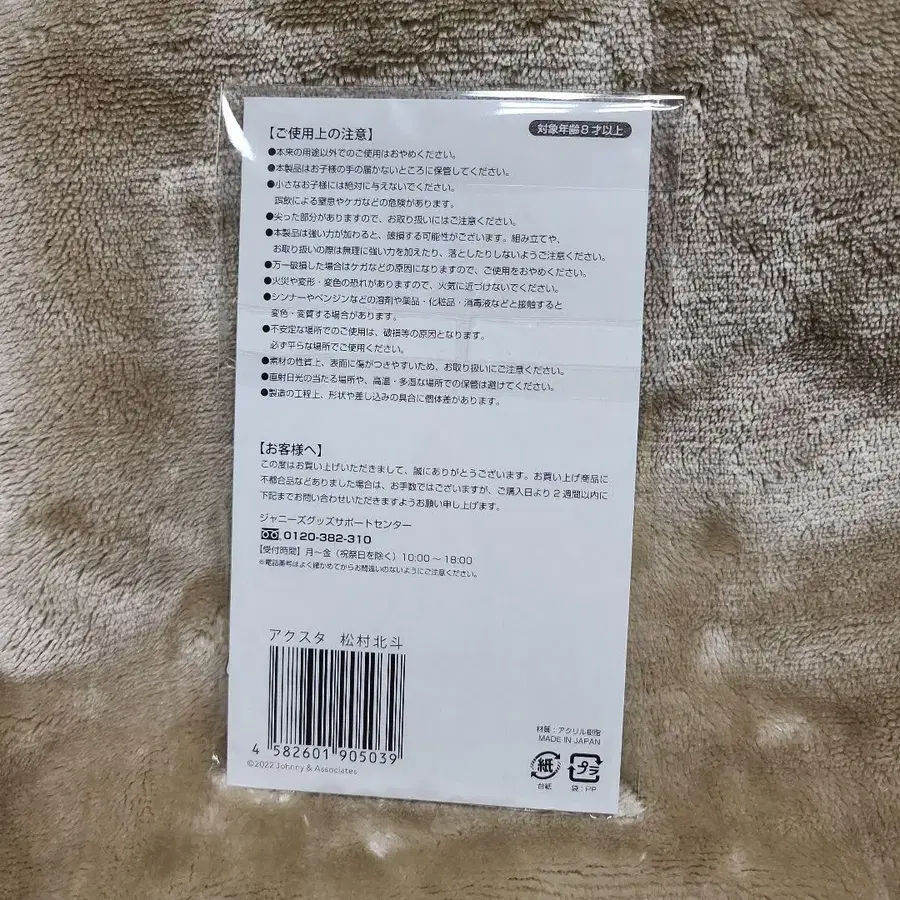 【ご使用上の注意】
対象年齢8才以上
●本来の用途以外でのご使用はおやめください。
●本製品はお子様の手の届かないところに保管してください。
●小さなお子様には絶対に与えないでください。
誤飲による窒息やケガなどの危険があります。
●尖った部分がありますので、お取り扱いにはご注意ください。
●本製品は強い力が加わると、破損する可能性がございます。組み立てや、
お取り扱いの際は無理に強い力を加えたり、落としたりしないようご注意ください。
●万一破損した場合はケガなどの原因になりますので、ご使用をおやめください。
●火災や変形・変色の恐れがありますので、火気に近づけないでください。
●シンナーやベンジンなどの溶剤や薬品・化粧品・消毒液などと接触すると
変色・変質する場合があります。
●不安定な場所でのご使用は、破損等の原因となります。
必ず平らな場所でご使用ください。
●素材の性質上、表面に傷がつきやすいため、お取り扱いにご注意ください。
●直射日光の当たる場所や、高温・多湿な場所での保管は避けてください。
●製造の工程上、形状や差し込みの具合に個体差があります。
【お客様へ】
この度はお買い上げいただきまして、誠にありがとうございます。お買い上げ商品に
不都合品などありました場合は、お手数ではございますが、ご購入日より2週間以内に
下記までお問い合わせいただきますようお願い申し上げます。
ジャニーズグッズサポートセンター
0120-382-310
【受付時間】月～金（祝祭日を除く）10:00～18:00
※電話番号はよく確かめてからお間違いのないようにご注意ください。
アクスタ 松村北斗
4 582601 905039
©2022 Johnny & Associates
材質：アクリル樹脂
MADE IN JAPAN
紙
プラ
台紙
袋：PP